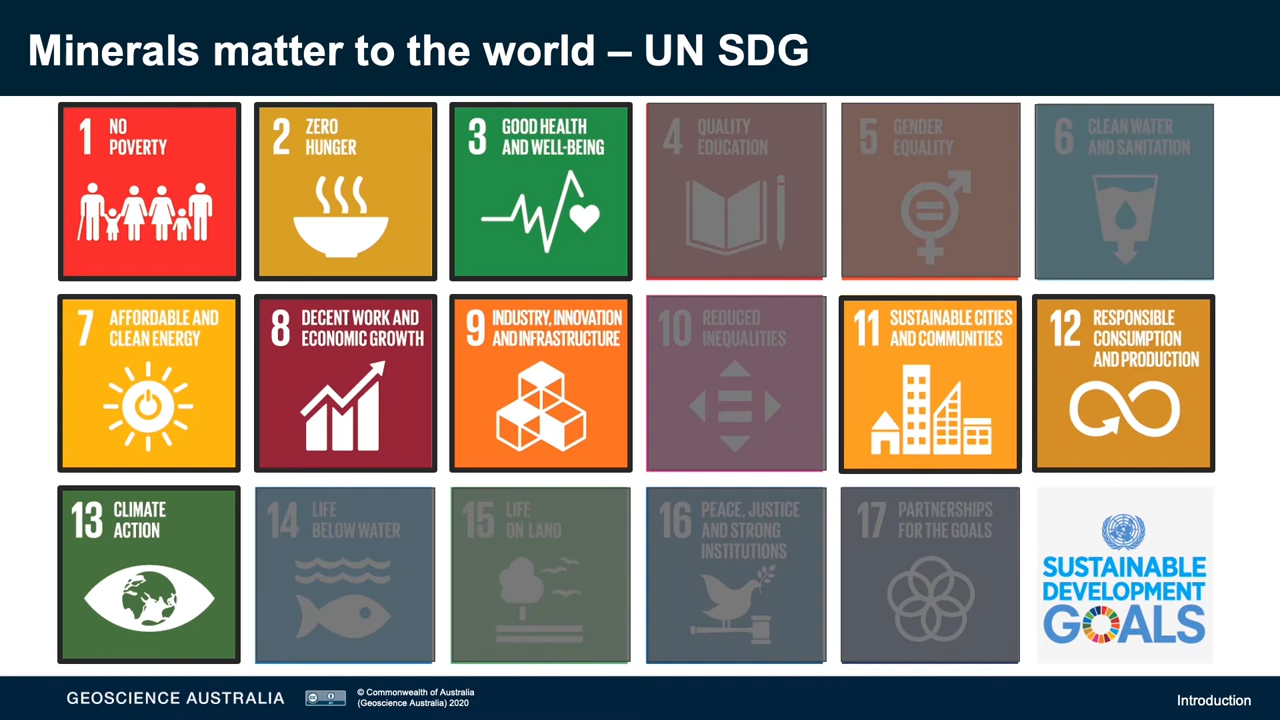 Minerals matter to the world – UN SDG
1 NO
POVERTY
2 ZERO
HUNGER
3 GOOD HEALTH
AND WELL-BEING
4 QUALITY
EDUCATION
5 GENDER
EQUALITY
6 CLEAN WATER
AND SANITATION
7 AFFORDABLE AND
CLEAN ENERGY
8 DECENT WORK AND
ECONOMIC GROWTH
9 INDUSTRY, INNOVATION
AND INFRASTRUCTURE
10 REDUCED
INEQUALITIES
11 SUSTAINABLE CITIES
AND COMMUNITIES
12 RESPONSIBLE
CONSUMPTION
AND PRODUCTION
13 CLIMATE
ACTION
14 LIFE
BELOW WATER
15 LIFE
ON LAND
16 PEACE, JUSTICE
AND STRONG
INSTITUTIONS
17 PARTNERSHIPS
FOR THE GOALS
SUSTAINABLE
DEVELOPMENT
GOALS
GEOSCIENCE AUSTRALIA
© Commonwealth of Australia
(Geoscience Australia) 2020
Introduction